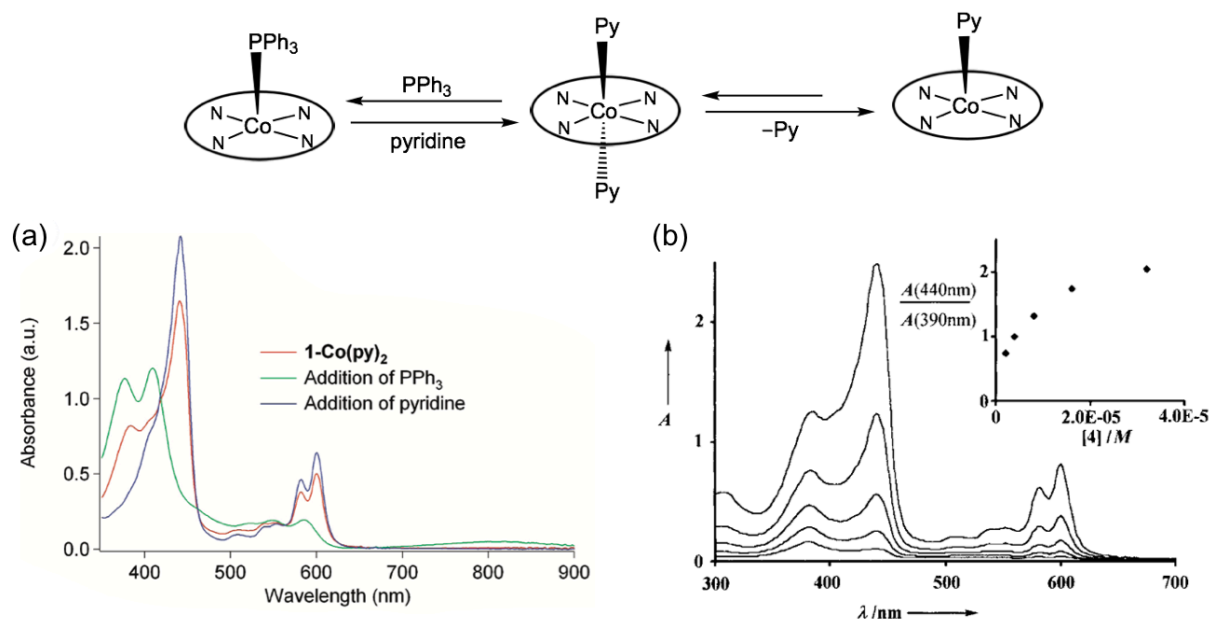 PPh3
N
N
Co
N
N
PPh3
pyridine
Py
N
N
Co
N
N
Py
–Py
Py
N
N
Co
N
N
(a)
2.0
1.5
1.0
0.5
0.0
Absorbance (a.u.)
1-Co(py)2
Addition of PPh3
Addition of pyridine
400
500
600
700
800
900
Wavelength (nm)
(b)
2
1
0
A
300
400
500
600
700
λ /nm
A(440nm)
A(390nm)
2
1
0
0
2.0E-05
4.0E-5
[4] /M